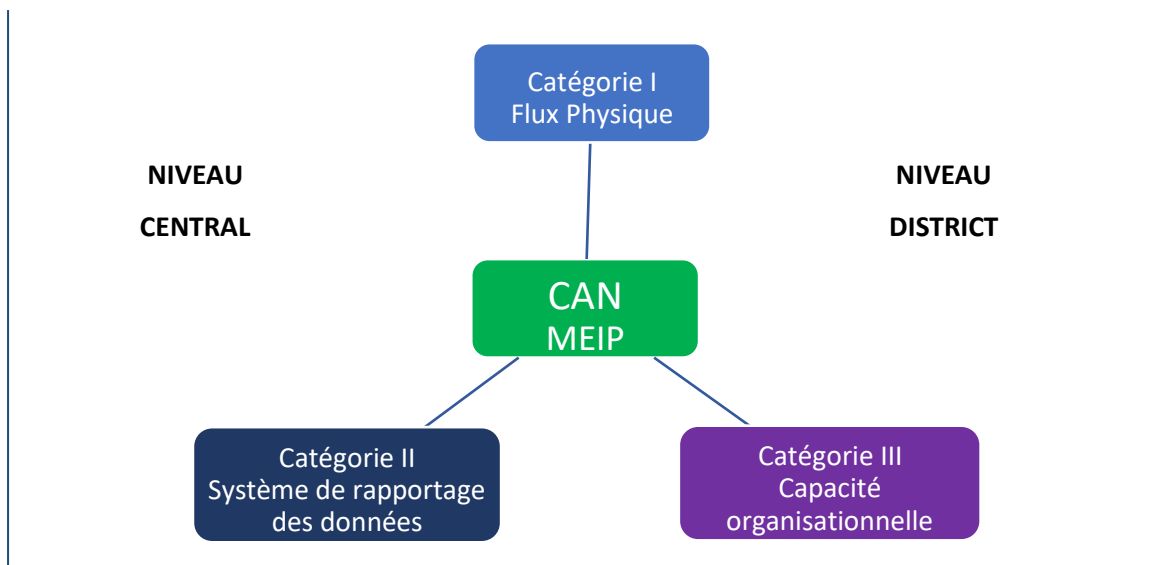 Catégorie I
Flux Physique
NIVEAU
CENTRAL
NIVEAU
DISTRICT
CAN
MEIP
Catégorie II
Système de rapportage
des données
Catégorie III
Capacité
organisationnelle